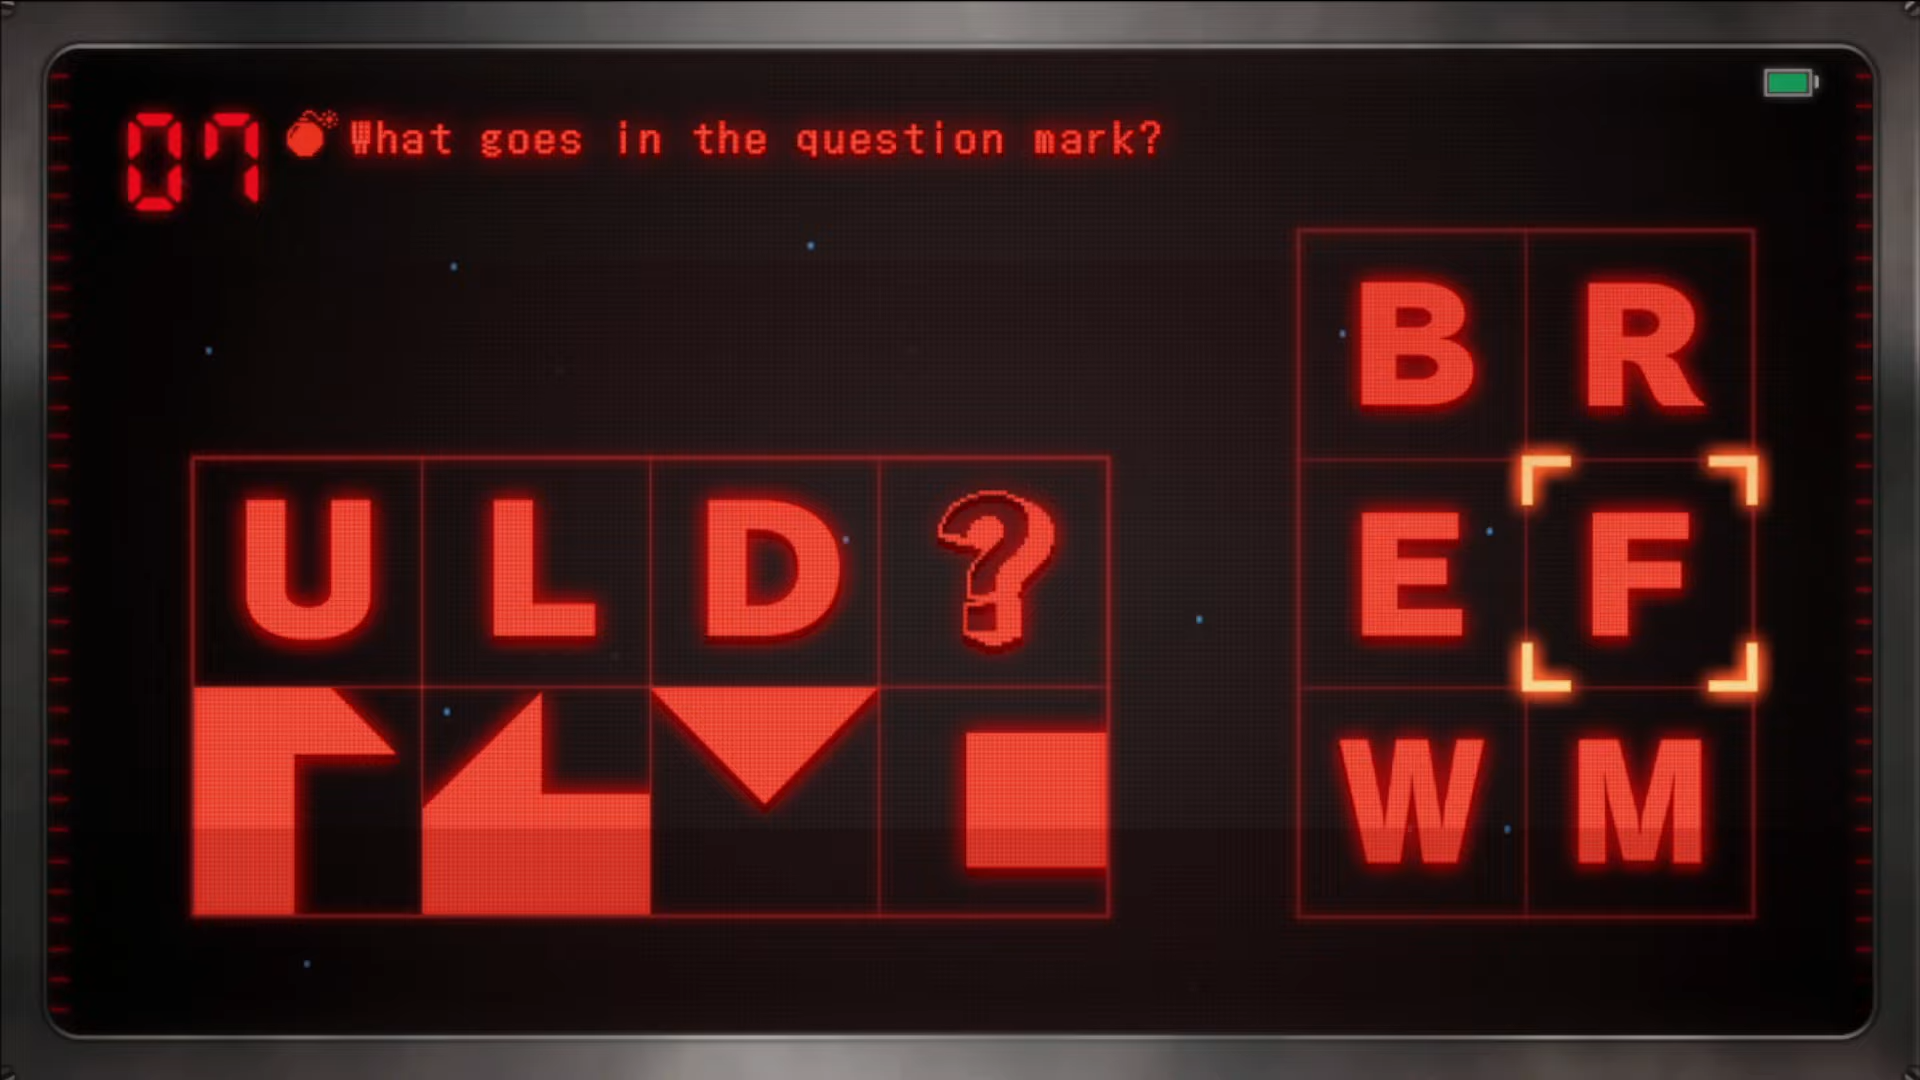 07 What goes in the question mark?
B R
U L D ?
E F
W M